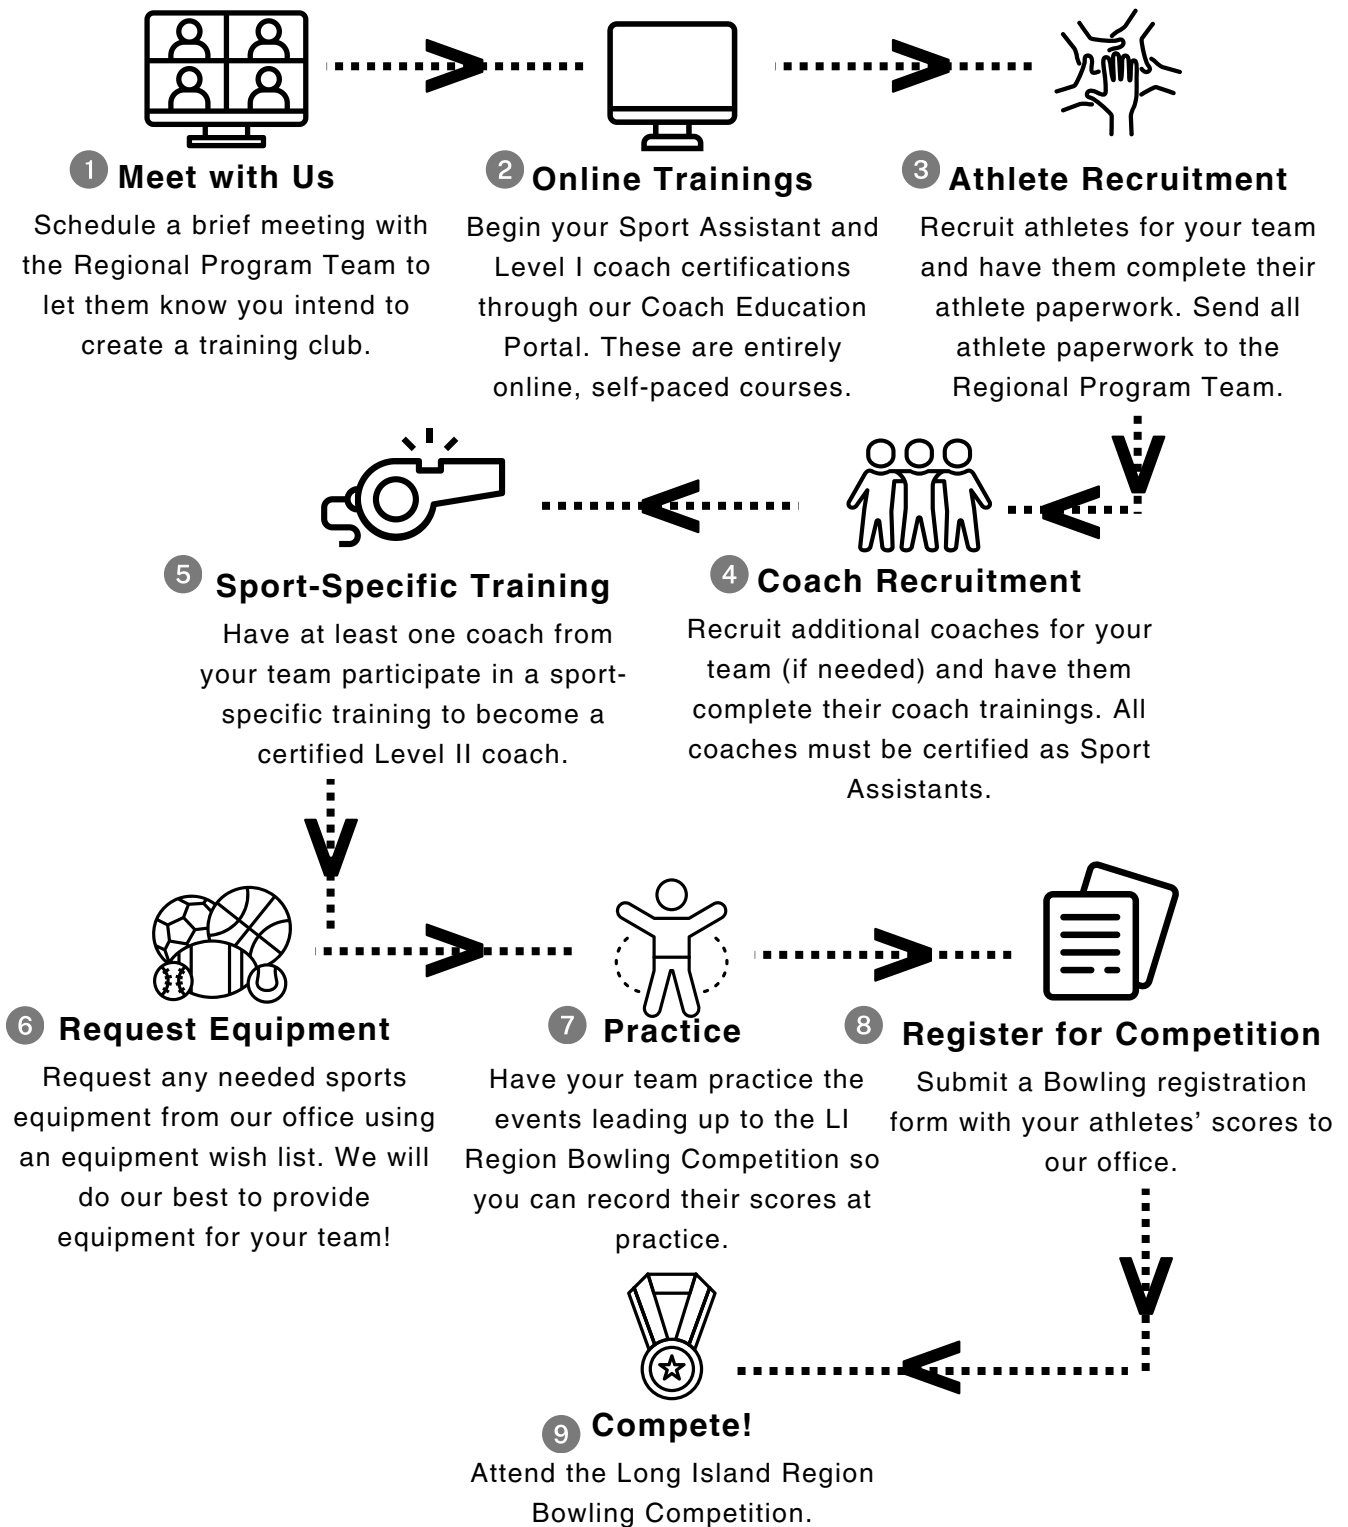 1 Meet with Us
Schedule a brief meeting with
the Regional Program Team to
let them know you intend to
create a training club.
2 Online Trainings
Begin your Sport Assistant and
Level I coach certifications
through our Coach Education
Portal. These are entirely
online, self-paced courses.
3 Athlete Recruitment
Recruit athletes for your team
and have them complete their
athlete paperwork. Send all
athlete paperwork to the
Regional Program Team.
4 Coach Recruitment
Recruit additional coaches for your
team (if needed) and have them
complete their coach trainings. All
coaches must be certified as Sport
Assistants.
5 Sport-Specific Training
Have at least one coach from
your team participate in a sport-
specific training to become a
certified Level II coach.
6 Request Equipment
Request any needed sports
equipment from our office using
an equipment wish list. We will
do our best to provide
equipment for your team!
7 Practice
Have your team practice the
events leading up to the LI
Region Bowling Competition so
you can record their scores at
practice.
8 Register for Competition
Submit a Bowling registration
form with your athletes’ scores to
our office.
9 Compete!
Attend the Long Island Region
Bowling Competition.